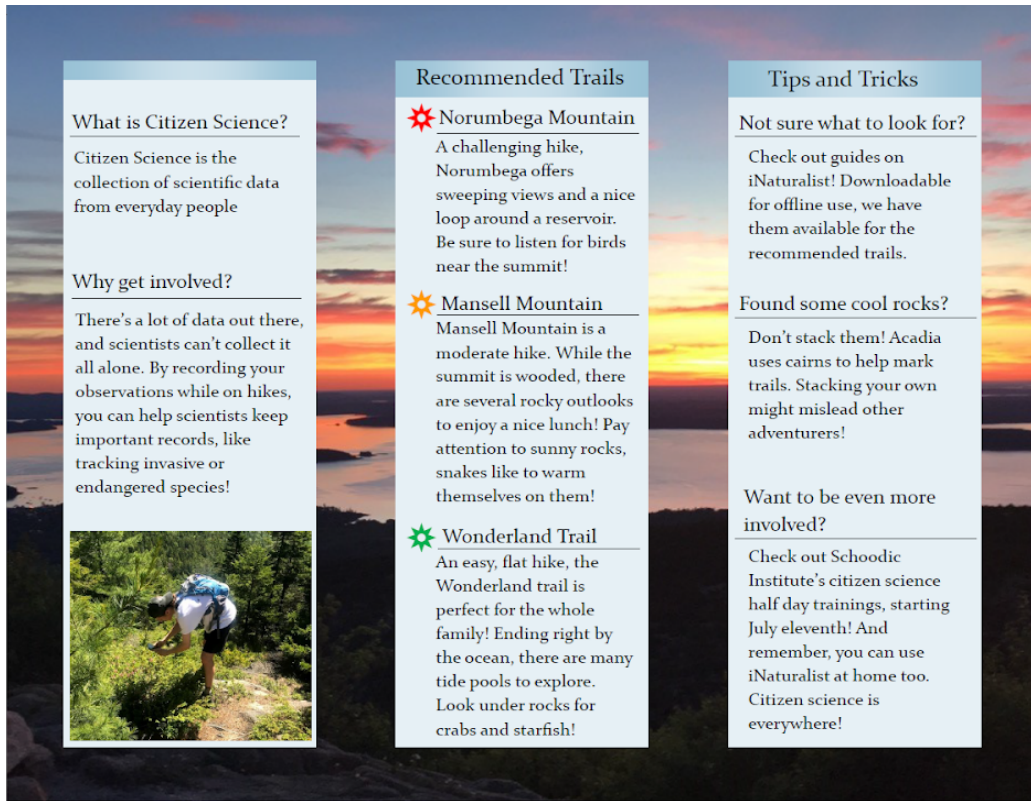 What is Citizen Science?
Citizen Science is the
collection of scientific data
from everyday people
Why get involved?
There's a lot of data out there,
and scientists can't collect it
all alone. By recording your
observations while on hikes,
you can help scientists keep
important records, like
tracking invasive or
endangered species!
Recommended Trails
Norumbega Mountain
A challenging hike,
Norumbega offers
sweeping views and a nice
loop around a reservoir.
Be sure to listen for birds
near the summit!
Mansell Mountain
Mansell Mountain is a
moderate hike. While the
summit is wooded, there
are several rocky outlooks
to enjoy a nice lunch! Pay
attention to sunny rocks,
snakes like to warm
themselves on them!
Wonderland Trail
An easy, flat hike, the
Wonderland trail is
perfect for the whole
family! Ending right by
the ocean, there are many
tide pools to explore.
Look under rocks for
crabs and starfish!
Tips and Tricks
Not sure what to look for?
Check out guides on
iNaturalist! Downloadable
for offline use, we have
them available for the
recommended trails.
Found some cool rocks?
Don't stack them! Acadia
uses cairns to help mark
trails. Stacking your own
might mislead other
adventurers!
Want to be even more
involved?
Check out Schoodic
Institute's citizen science
half day trainings, starting
July eleventh! And
remember, you can use
iNaturalist at home too.
Citizen science is
everywhere!